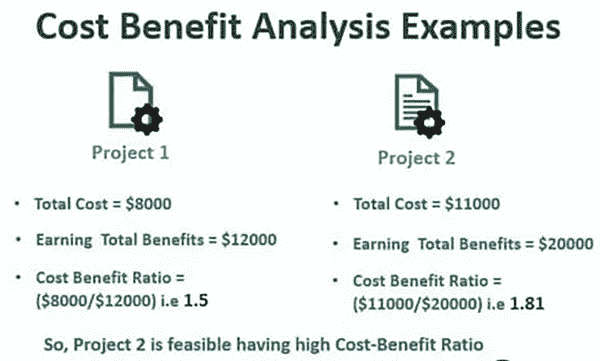 Cost Benefit Analysis Examples
Project 1
• Total Cost = $8000
• Earning Total Benefits = $12000
• Cost Benefit Ratio =
($8000/$12000) i.e 1.5
Project 2
• Total Cost = $11000
• Earning Total Benefits = $20000
• Cost Benefit Ratio =
($11000/$20000) i.e 1.81
So, Project 2 is feasible having high Cost-Benefit Ratio